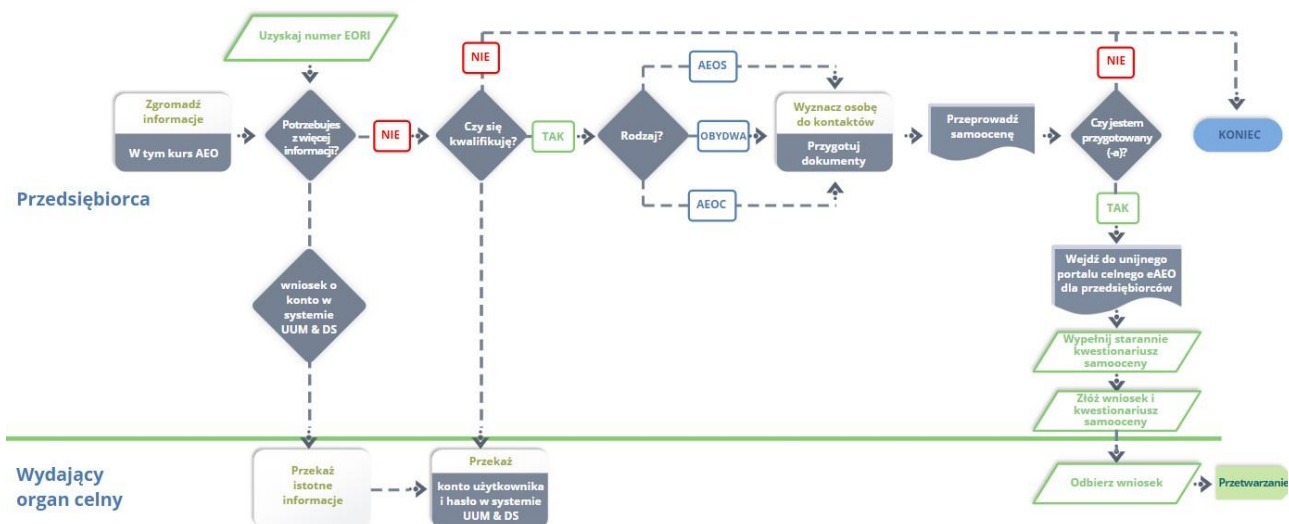 Uzyskaj numer EORI
NIE
NIE
AEOS
Zgromadź
informacje
W tym kurs AEO
Potrzebujes
z więcej
informacji?
NIE
Czy się
kwalifikuję?
TAK
Rodzaj?
OBYDWA
Wyznacz osobę
do kontaktów
Przygotuj
dokumenty
Przeprowadź
samoocenę
Czy jestem
przygotowany
(-a)?
KONIEC
Przedsiębiorca
AEOC
TAK
Wejdź do unijnego
portalu celnego eAEO
dla przedsiębiorców
wniosek o
konto w
systemie
UUM & DS
Wypełnij starannie
kwestionariusz
samooceny
Złóż wniosek i
kwestionariusz
samooceny
Wydający
organ celny
Przekaż
istotne
informacje
Przekaż
konto użytkownika
i hasło w systemie
UUM & DS
Odbierz wniosek
Przetwarzanie